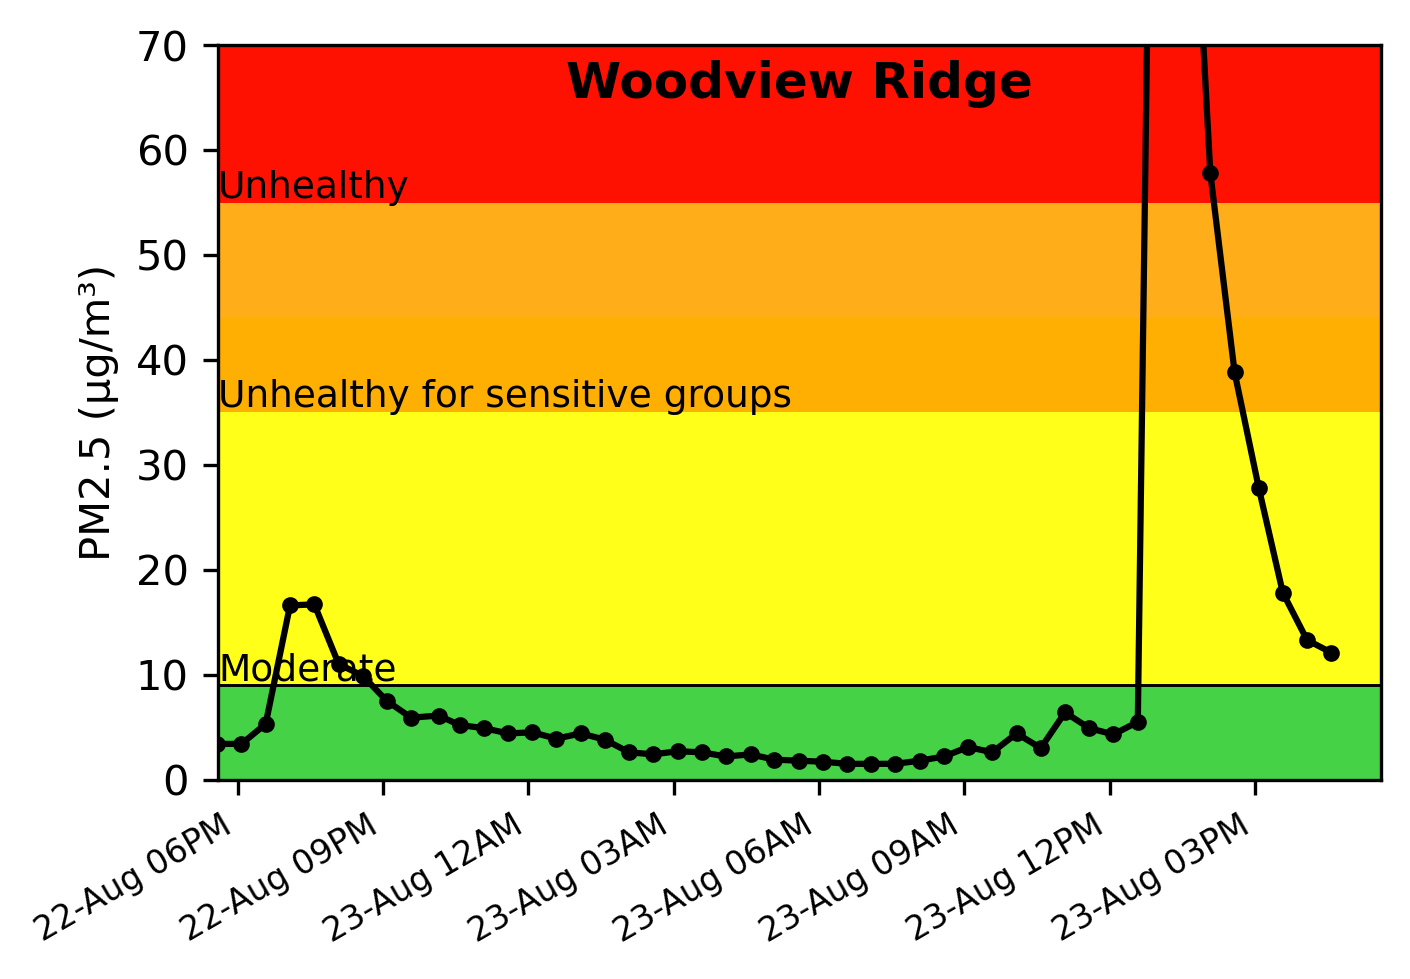 Woodview Ridge
70
60
Unhealthy
50
40
Unhealthy for sensitive groups
30
20
10
Moderate
0
PM2.5 (µg/m³)
22-Aug 06PM
22-Aug 09PM
23-Aug 12AM
23-Aug 03AM
23-Aug 06AM
23-Aug 09AM
23-Aug 12PM
23-Aug 03PM